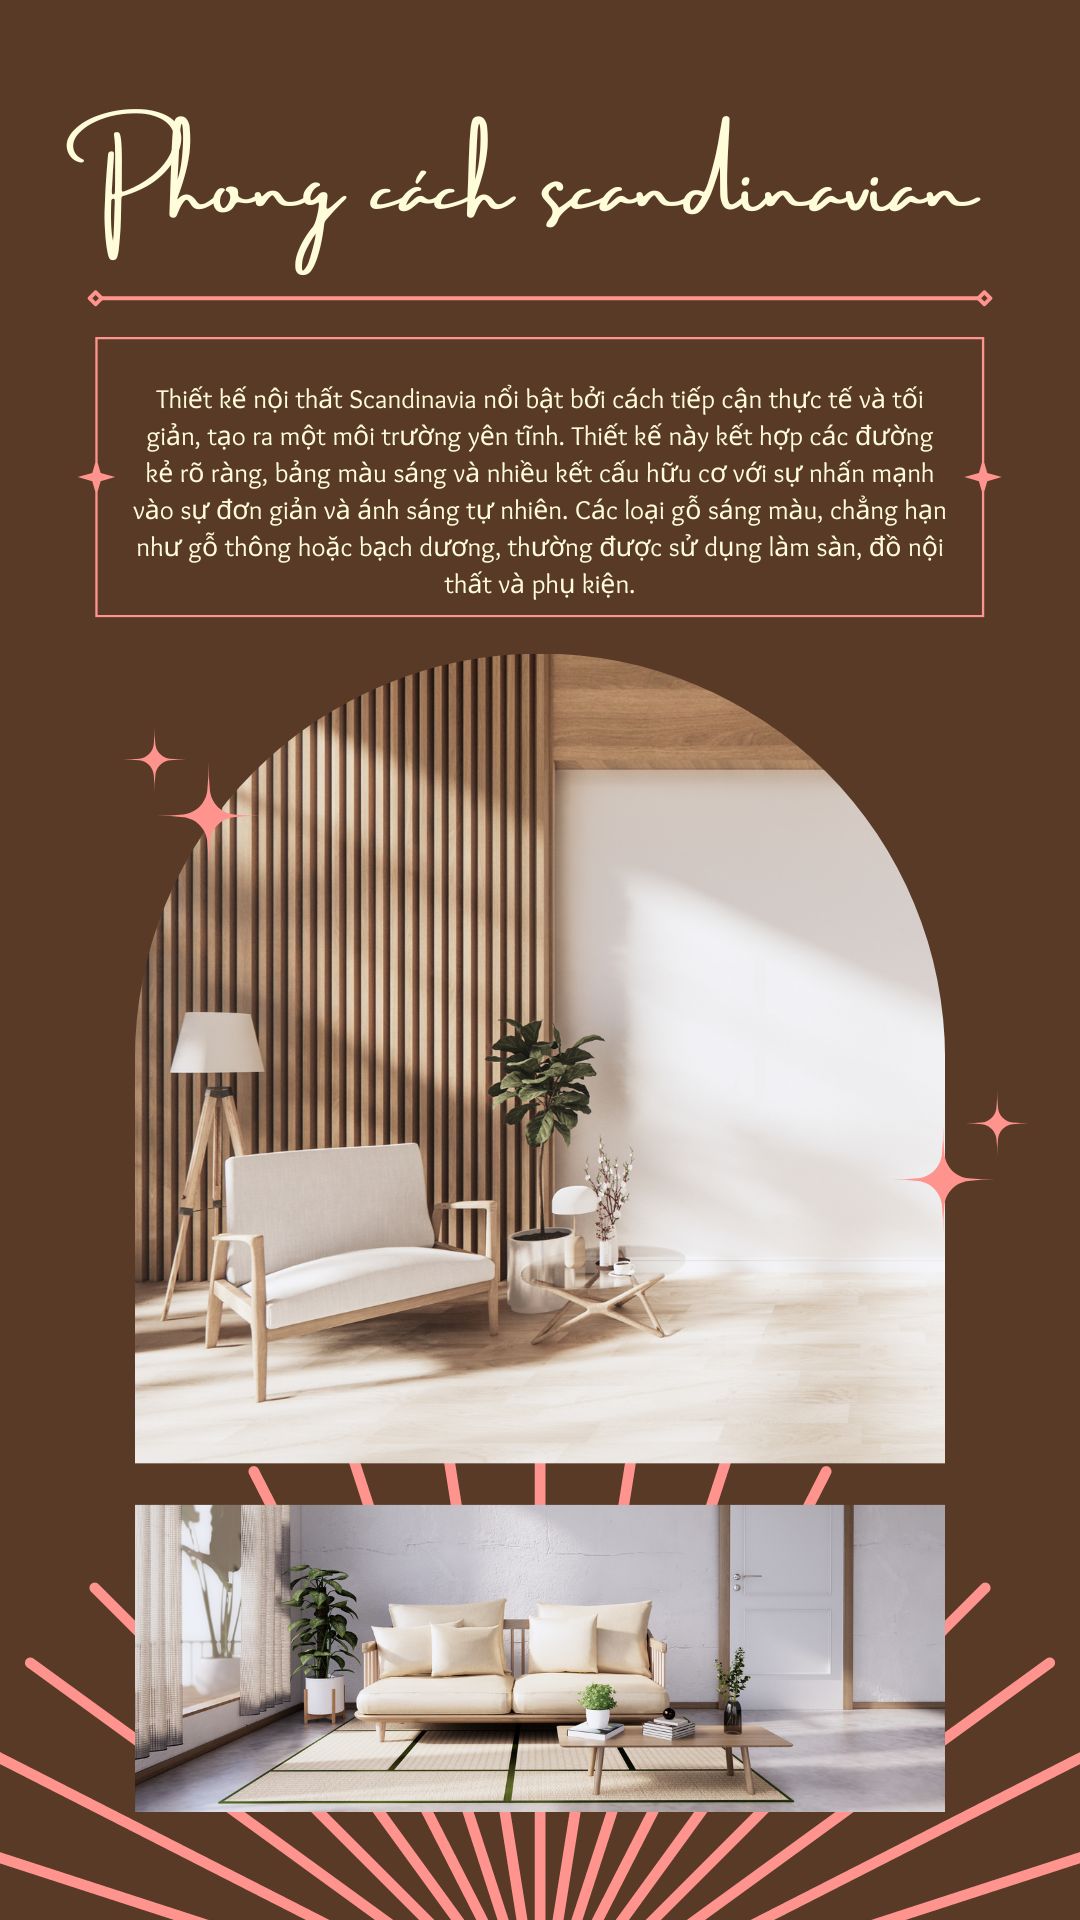 Phong cách scandinavian
Thiết kế nội thất Scandinavia nổi bật bởi cách tiếp cận thực tế và tối
giản, tạo ra một môi trường yên tĩnh. Thiết kế này kết hợp các đường
kẻ rõ ràng, bảng màu sáng và nhiều kết cấu hữu cơ với sự nhấn mạnh
vào sự đơn giản và ánh sáng tự nhiên. Các loại gỗ sáng màu, chẳng hạn
như gỗ thông hoặc bạch dương, thường được sử dụng làm sàn, đồ nội
thất và phụ kiện.